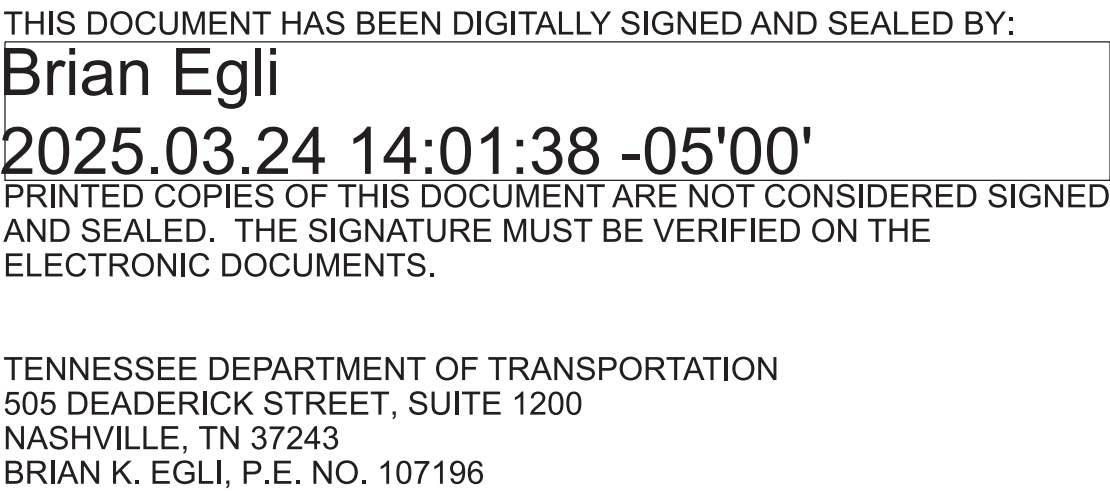 THIS DOCUMENT HAS BEEN DIGITALLY SIGNED AND SEALED BY:
Brian Egli
2025.03.24 14:01:38 -05'00'
PRINTED COPIES OF THIS DOCUMENT ARE NOT CONSIDERED SIGNED
AND SEALED.  THE SIGNATURE MUST BE VERIFIED ON THE
ELECTRONIC DOCUMENTS.
TENNESSEE DEPARTMENT OF TRANSPORTATION
505 DEADERICK STREET, SUITE 1200
NASHVILLE, TN 37243
BRIAN K. EGLI, P.E. NO. 107196